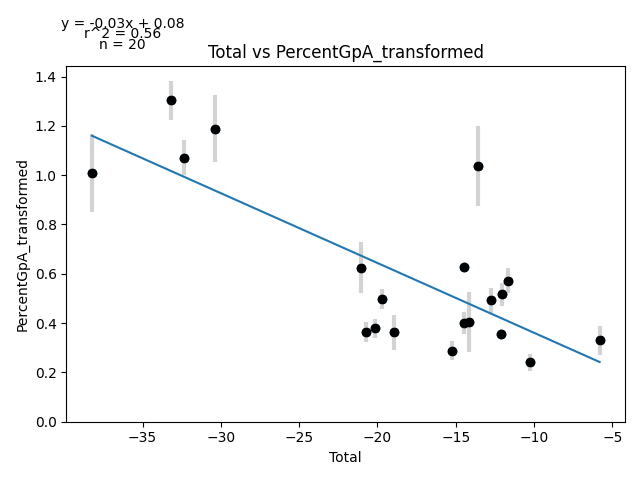 y = -0.03x + 0.08
r^2 = 0.56
n = 20
Total vs PercentGpA_transformed
PercentGpA_transformed
1.4
1.2
1.0
0.8
0.6
0.4
0.2
0.0
−35
−30
−25
−20
−15
−10
−5
Total